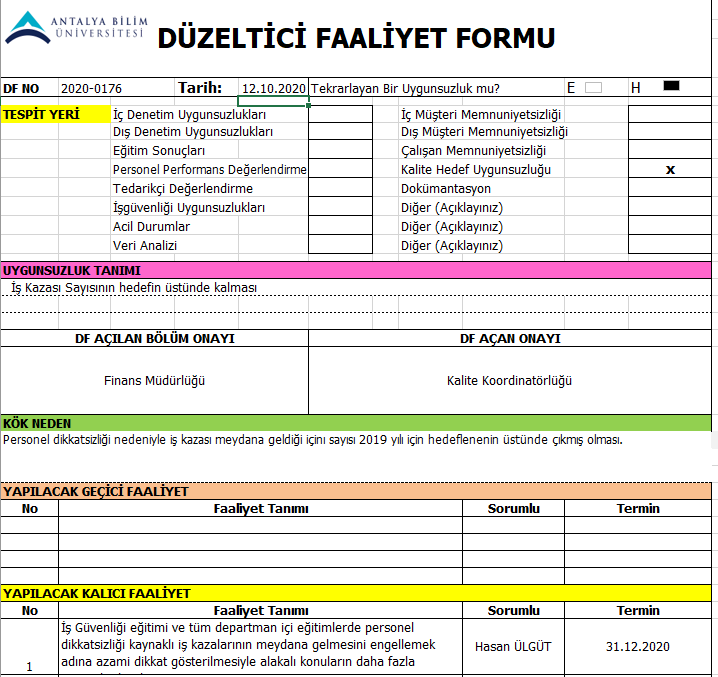 ANTALYA BİLİM
ÜNİVERSİTESİ
DÜZELTİCİ FAALİYET FORMU
DF NO 2020-0176 Tarih: 12.10.2020 Tekrarlayan Bir Uygunsuzluk mu? E H
TESPİT YERİ İç Denetim Uygunsuzlukları İç Müşteri Memnuniyetsizliği
Dış Denetim Uygunsuzlukları Dış Müşteri Memnuniyetsizliği
Eğitim Sonuçları Çalışan Memnuniyetsizliği
Personel Performans Değerlendirme Kalite Hedef Uygunsuzluğu x
Tedarikçi Değerlendirme Dokümantasyon
İşgüvenliği Uygunsuzlukları Diğer (Açıklayınız)
Acil Durumlar Diğer (Açıklayınız)
Veri Analizi Diğer (Açıklayınız)
UYGUNSUZLUK TANIMI
İş Kazası Sayısının hedefin üstünde kalması
DF AÇILAN BÖLÜM ONAYI DF AÇAN ONAYI
Finans Müdürlüğü Kalite Koordinatörlüğü
KÖK NEDEN
Personel dikkatsizliği nedeniyle iş kazası meydana geldiği içini sayısı 2019 yılı için hedeflenenin üstünde çıkmış olması.
YAPILACAK GEÇİCİ FAALİYET
No Faaliyet Tanımı Sorumlu Termin
YAPILACAK KALICI FAALİYET
No Faaliyet Tanımı Sorumlu Termin
İş Güvenliği eğitimi ve tüm departman içi eğitimlerde personel
dikkatsizliği kaynaklı iş kazalarının meydana gelmesini engellemek Hasan ÜLGÜT 31.12.2020
1 adına azami dikkat gösterilmesiyle alakalı konuların daha fazla